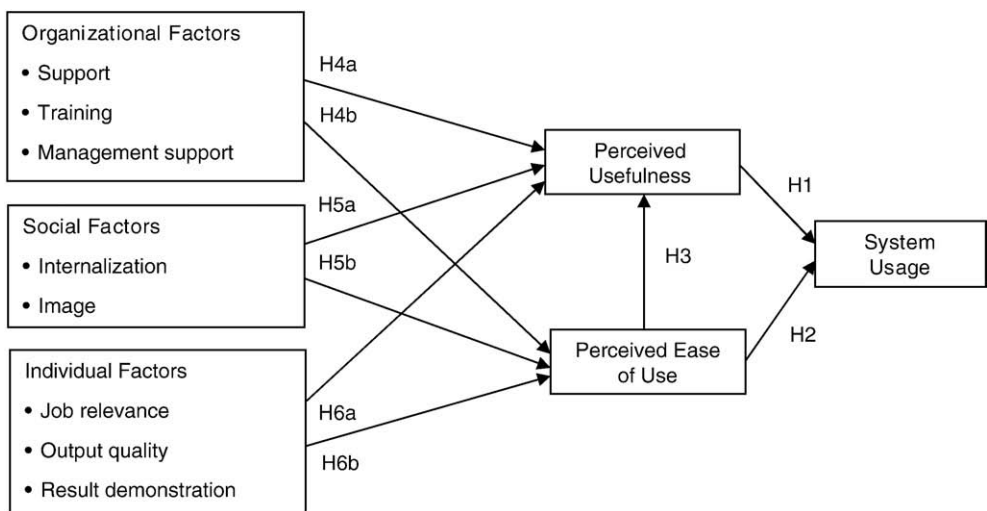 Organizational Factors
• Support
• Training
• Management support
Social Factors
• Internalization
• Image
Individual Factors
• Job relevance
• Output quality
• Result demonstration
H4a
H4b
H5a
H5b
H6a
H6b
Perceived
Usefulness
H3
Perceived Ease
of Use
H1
H2
System
Usage